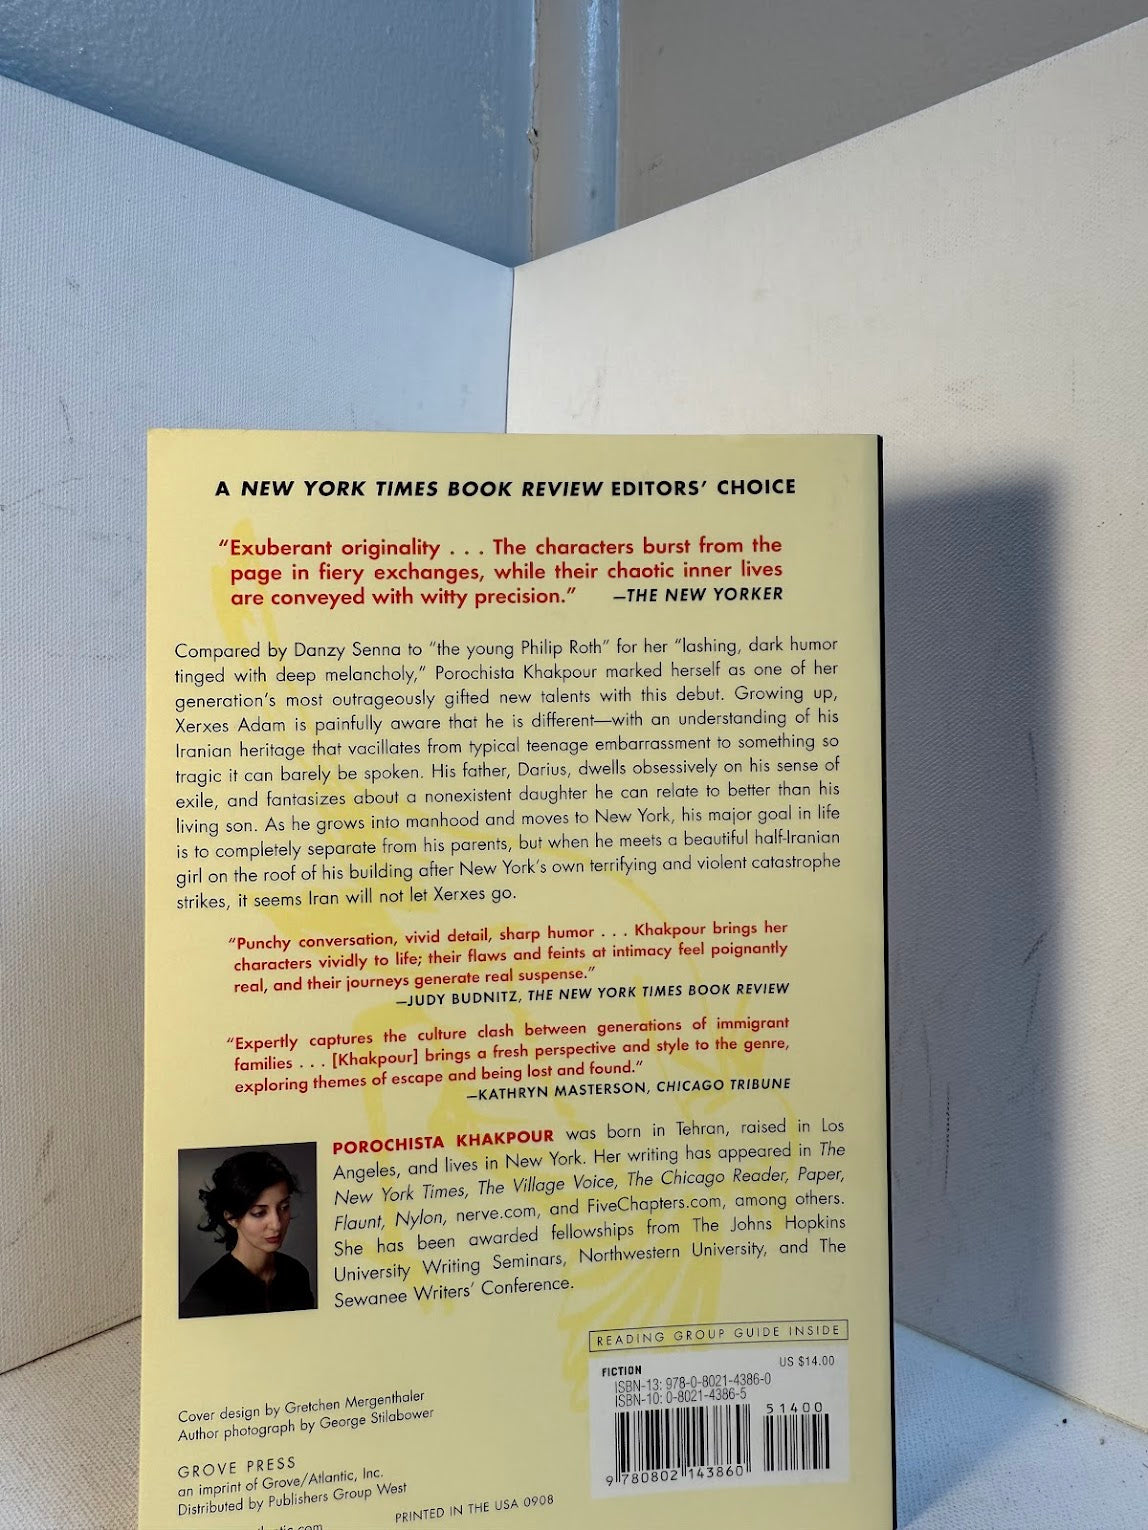 A NEW YORK TIMES BOOK REVIEW EDITORS' CHOICE
"Exuberant originality . . . The characters burst from the
page in fiery exchanges, while their chaotic inner lives
are conveyed with witty precision." —THE NEW YORKER
Compared by Danzy Senna to "the young Philip Roth" for her "lashing, dark humor
tinged with deep melancholy," Porochista Khakpour marked herself as one of her
generation's most outrageously gifted new talents with this debut. Growing up,
Xerxes Adam is painfully aware that he is different—with an understanding of his
Iranian heritage that vacillates from typical teenage embarrassment to something so
tragic it can barely be spoken. His father, Darius, dwells obsessively on his sense of
exile, and fantasizes about a nonexistent daughter he can relate to better than his
living son. As he grows into manhood and moves to New York, his major goal in life
is to completely separate from his parents, but when he meets a beautiful half-Iranian
girl on the roof of his building after New York's own terrifying and violent catastrophe
strikes, it seems Iran will not let Xerxes go.
"Punchy conversation, vivid detail, sharp humor . . . Khakpour brings her
characters vividly to life; their flaws and feints at intimacy feel poignantly
real, and their journeys generate real suspense."
—JUDY BUDNITZ, THE NEW YORK TIMES BOOK REVIEW
"Expertly captures the culture clash between generations of immigrant
families . . . [Khakpour] brings a fresh perspective and style to the genre,
exploring themes of escape and being lost and found."
—KATHRYN MASTERSON, CHICAGO TRIBUNE
POROCHISTA KHAKPOUR was born in Tehran, raised in Los
Angeles, and lives in New York. Her writing has appeared in The
New York Times, The Village Voice, The Chicago Reader, Paper,
Flaunt, Nylon, nerve.com, and FiveChapters.com, among others.
She has been awarded fellowships from The Johns Hopkins
University Writing Seminars, Northwestern University, and The
Sewanee Writers' Conference.
READING GROUP GUIDE INSIDE
FICTION US $14.00
ISBN-13: 978-0-8021-4386-0
ISBN-10: 0-8021-4386-5
51400
9 780802 143860
Cover design by Gretchen Mergenthaler
Author photograph by George Stilabower
GROVE PRESS
an imprint of Grove/Atlantic, Inc.
Distributed by Publishers Group West
PRINTED IN THE USA 0908